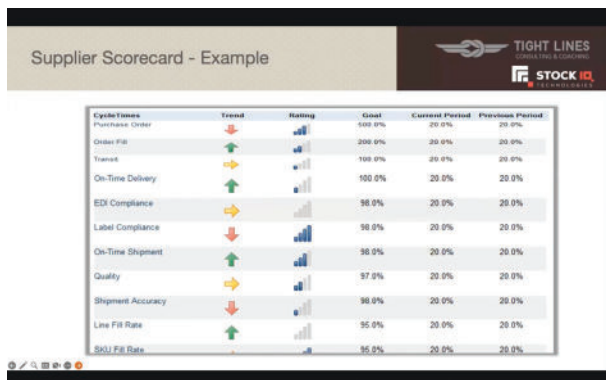 Supplier Scorecard - Example
TIGHT LINES
CONSULTING & COACHING
STOCK IQ
TECHNOLOGIES
CycleTimes Trend Rating Goal Current Period Previous Period
Purchase Order 500.0% 20.0% 20.0%
Order Fill 200.0% 20.0% 20.0%
Transit 100.0% 20.0% 20.0%
On-Time Delivery 100.0% 20.0% 20.0%
EDI Compliance 98.0% 20.0% 20.0%
Label Compliance 98.0% 20.0% 20.0%
On-Time Shipment 98.0% 20.0% 20.0%
Quality 97.0% 20.0% 20.0%
Shipment Accuracy 98.0% 20.0% 20.0%
Line Fill Rate 95.0% 20.0% 20.0%
SKU Fill Rate 95.0% 20.0% 20.0%